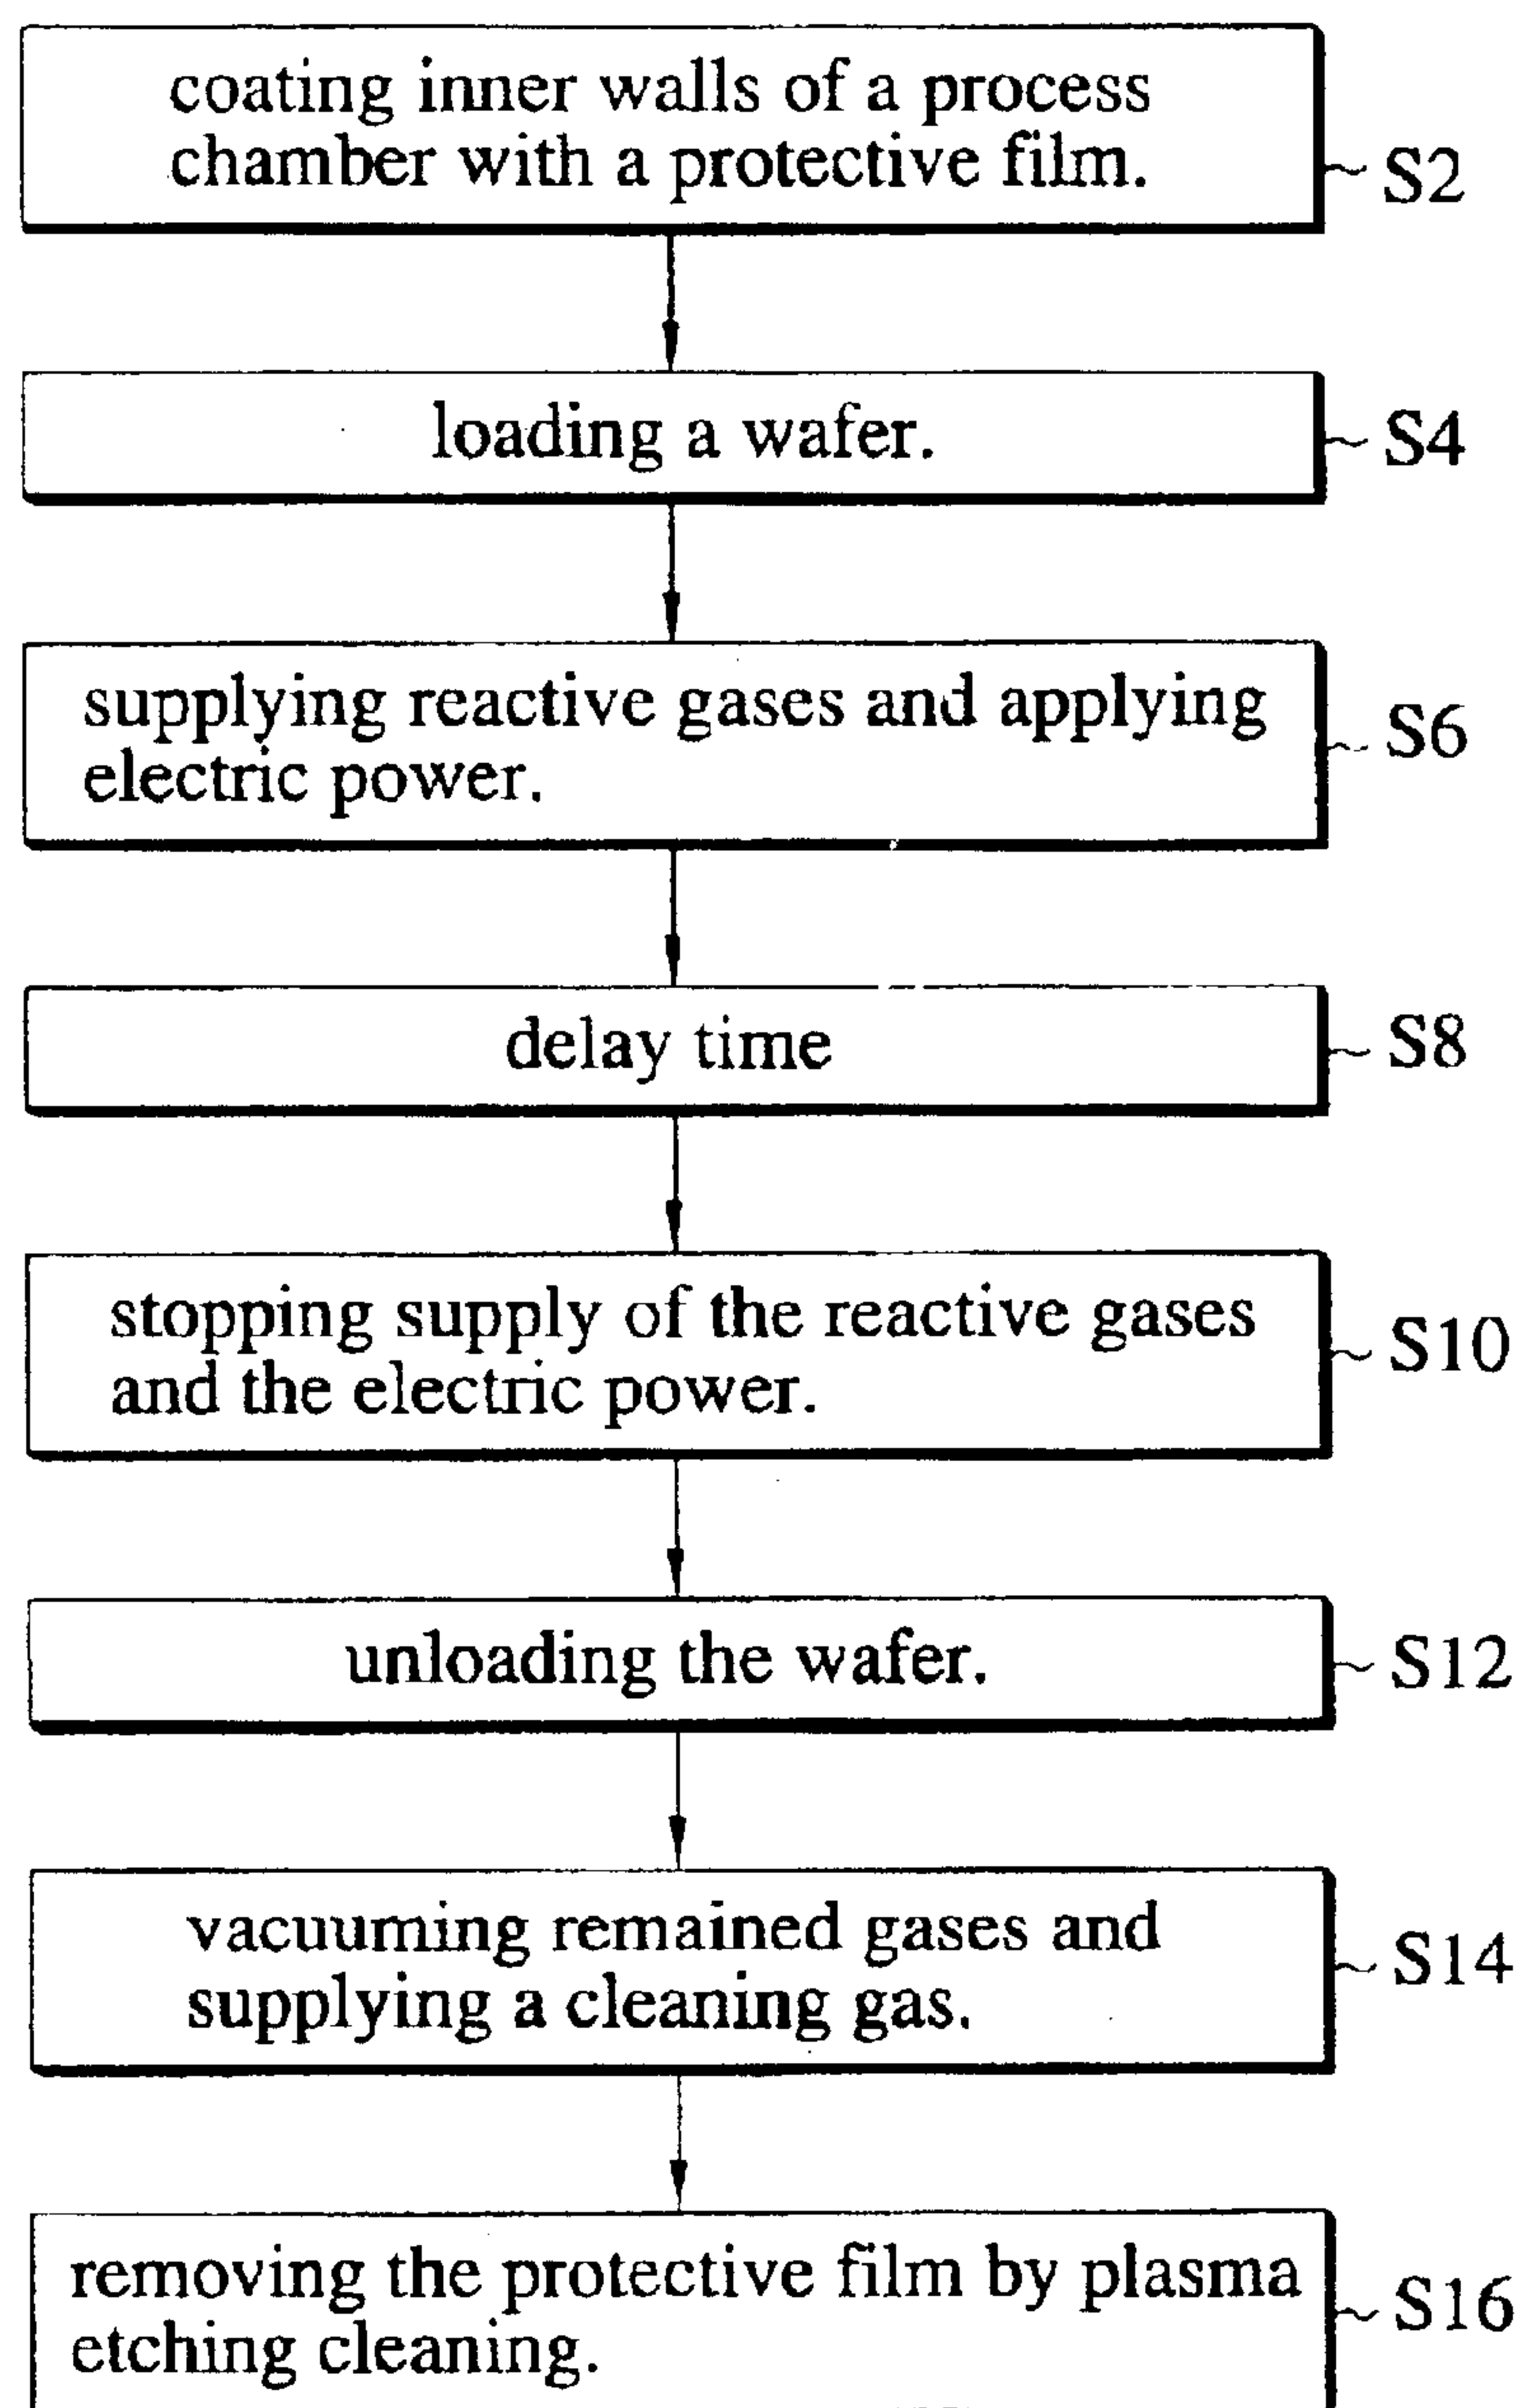 coating inner walls of a process
chamber with a protective film.
S2
loading a wafer.
S4
supplying reactive gases and applying
electric power.
S6
delay time
S8
stopping supply of the reactive gases
and the electric power.
S10
unloading the wafer.
S12
vacuuming remained gases and
supplying a cleaning gas.
S14
removing the protective film by plasma
etching cleaning.
S16